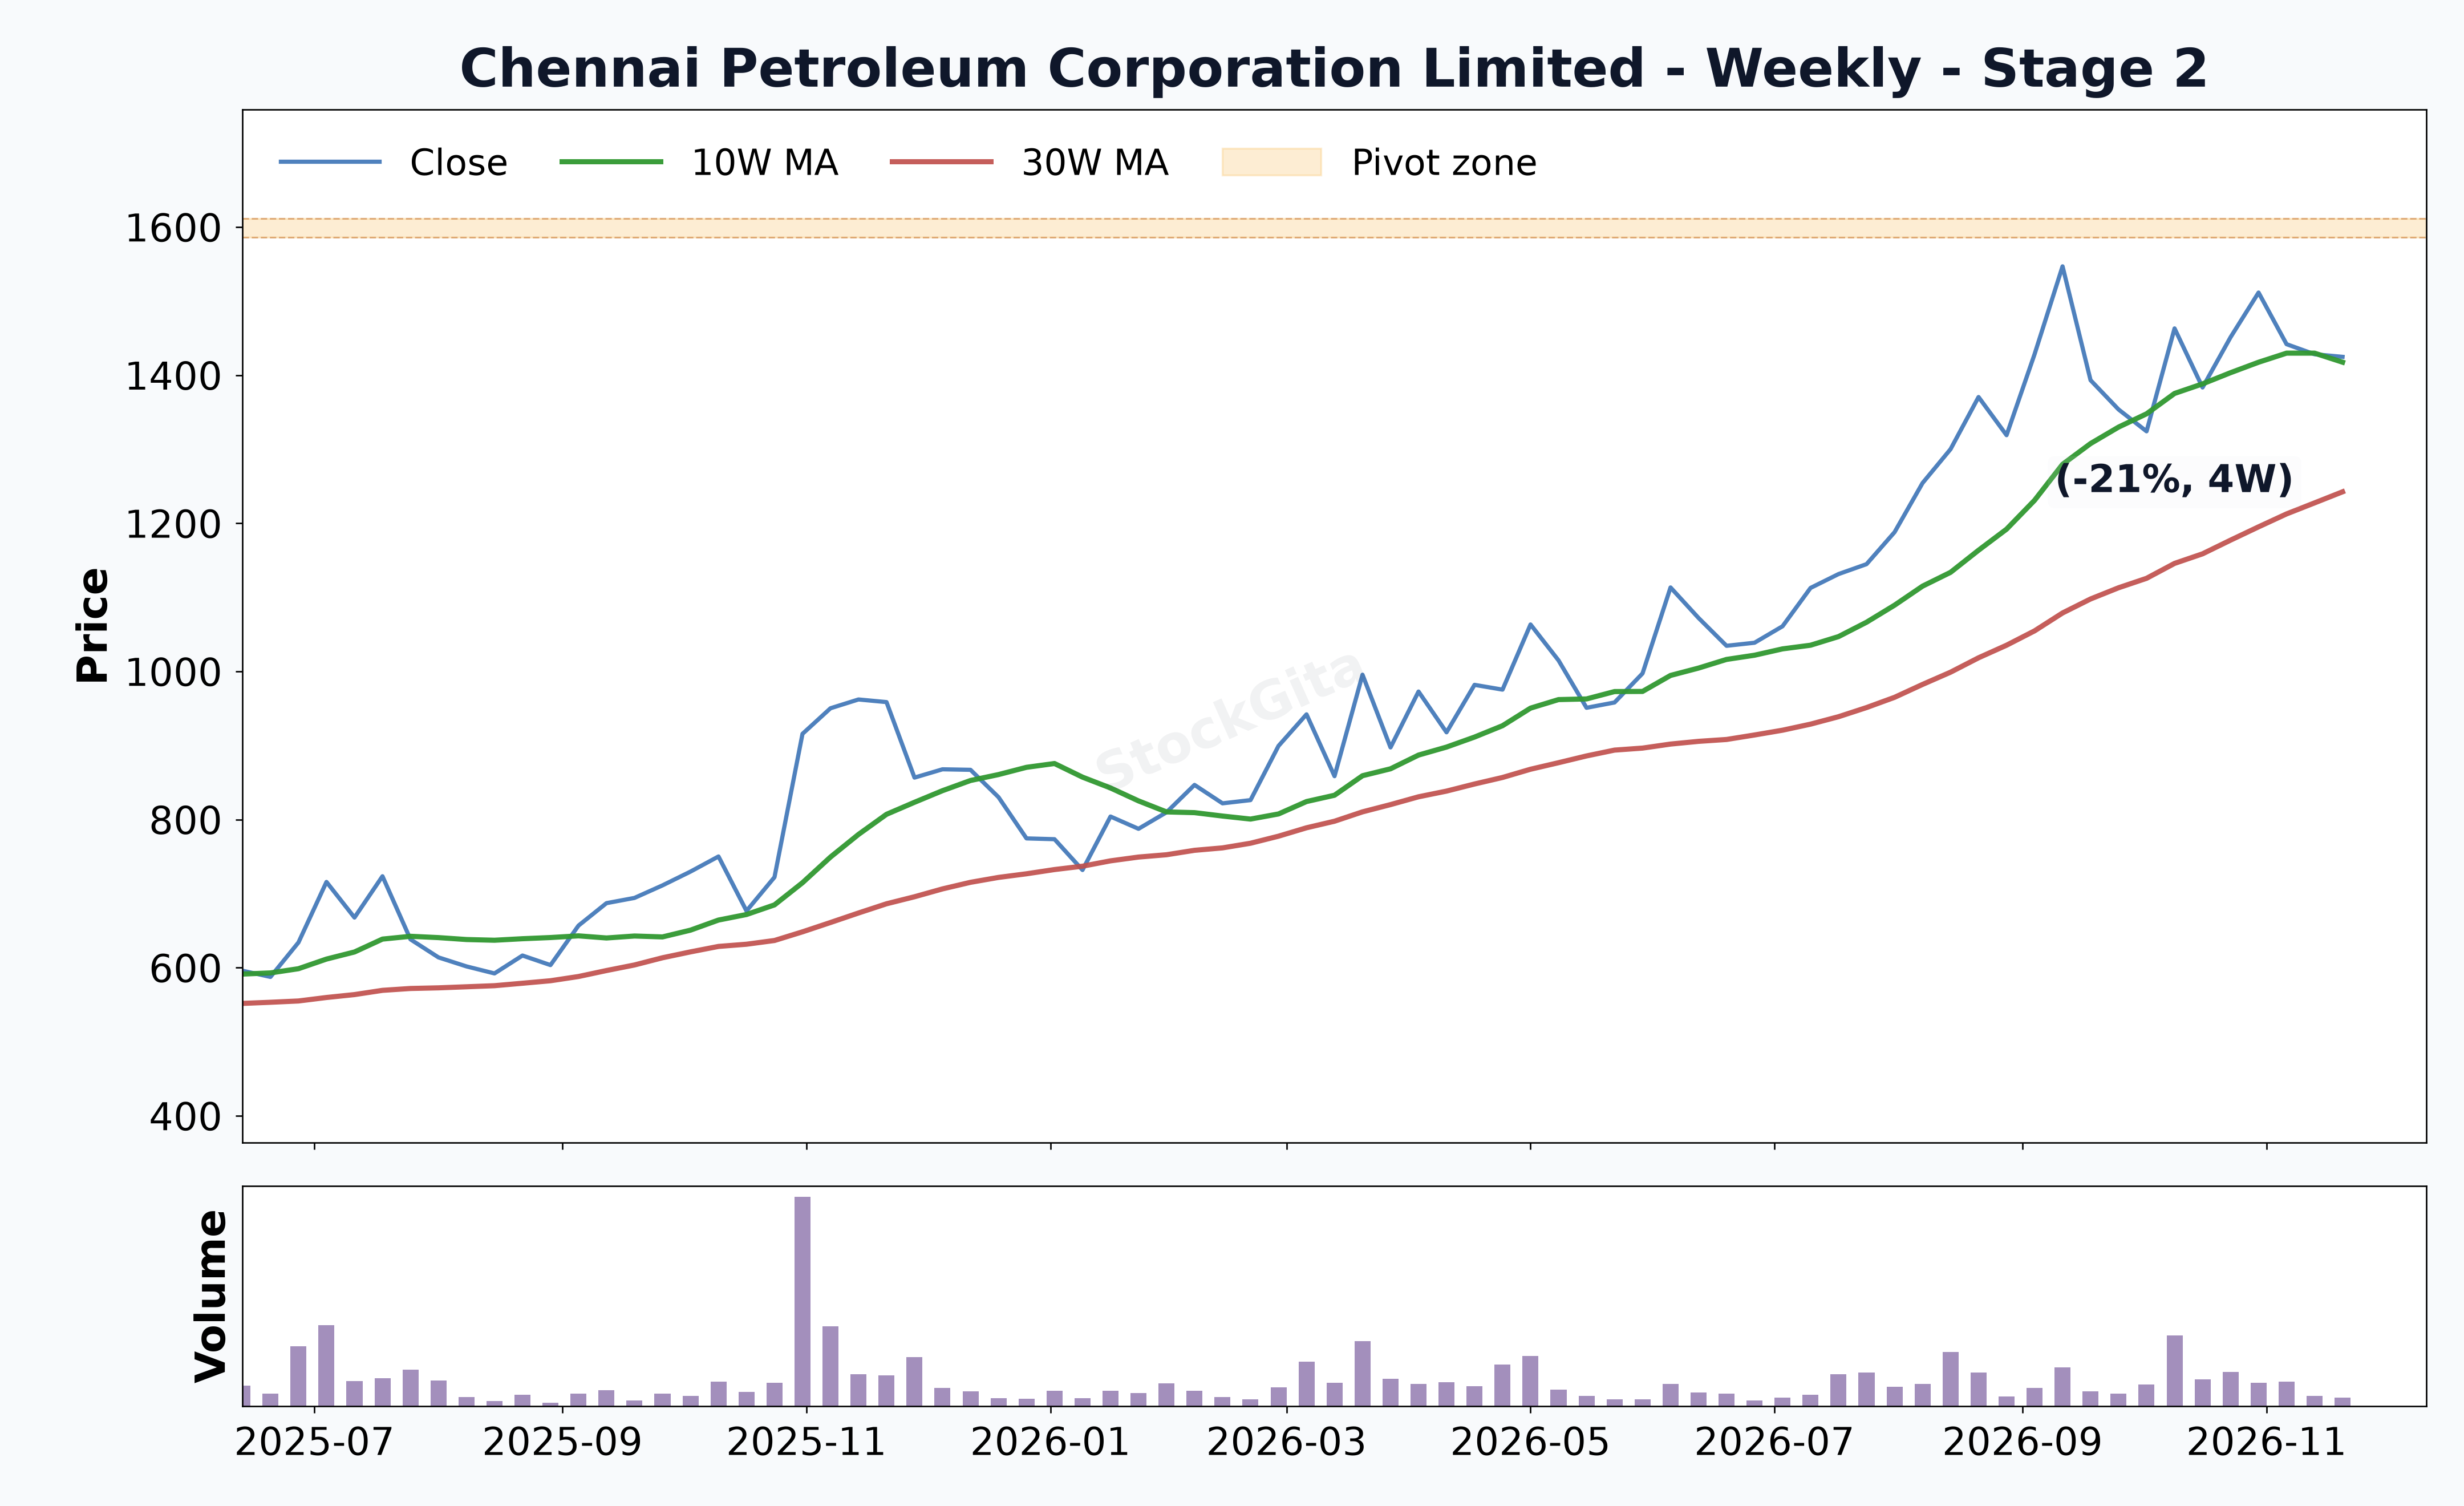 Chennai Petroleum Corporation Limited - Weekly - Stage 2
Close 10W MA 30W MA Pivot zone
1600
1400
1200
1000
800
600
400
Price
(-21%, 4W)
StockGita
Volume
2025-07 2025-09 2025-11 2026-01 2026-03 2026-05 2026-07 2026-09 2026-11